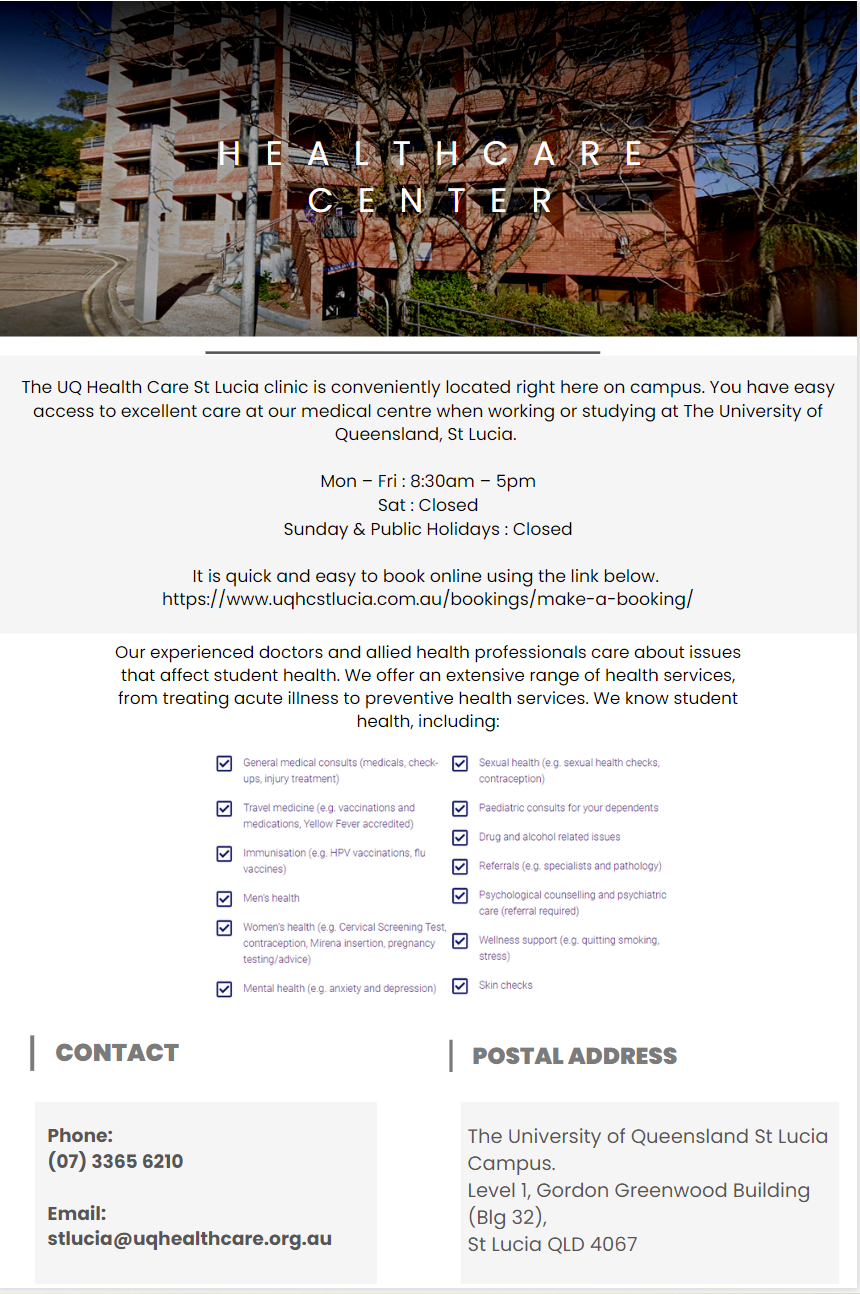 HEALTHCARE
CENTER
The UQ Health Care St Lucia clinic is conveniently located right here on campus. You have easy
access to excellent care at our medical centre when working or studying at The University of
Queensland, St Lucia.
Mon – Fri : 8:30am – 5pm
Sat : Closed
Sunday & Public Holidays : Closed
It is quick and easy to book online using the link below.
https://www.uqhcstlucia.com.au/bookings/make-a-booking/
Our experienced doctors and allied health professionals care about issues
that affect student health. We offer an extensive range of health services,
from treating acute illness to preventive health services. We know student
health, including:
General medical consults (medicals, check-
ups, injury treatment)
Travel medicine (e.g. vaccinations and
medications, Yellow Fever accredited)
Immunisation (e.g. HPV vaccinations, flu
vaccines)
Men's health
Women's health (e.g. Cervical Screening Test,
contraception, Mirena insertion, pregnancy
testing/advice)
Mental health (e.g. anxiety and depression)
Sexual health (e.g. sexual health checks,
contraception)
Paediatric consults for your dependents
Drug and alcohol related issues
Referrals (e.g. specialists and pathology)
Psychological counselling and psychiatric
care (referral required)
Wellness support (e.g. quitting smoking,
stress)
Skin checks
CONTACT
Phone:
(07) 3365 6210
Email:
stlucia@uqhealthcare.org.au
POSTAL ADDRESS
The University of Queensland St Lucia
Campus.
Level 1, Gordon Greenwood Building
(Blg 32),
St Lucia QLD 4067